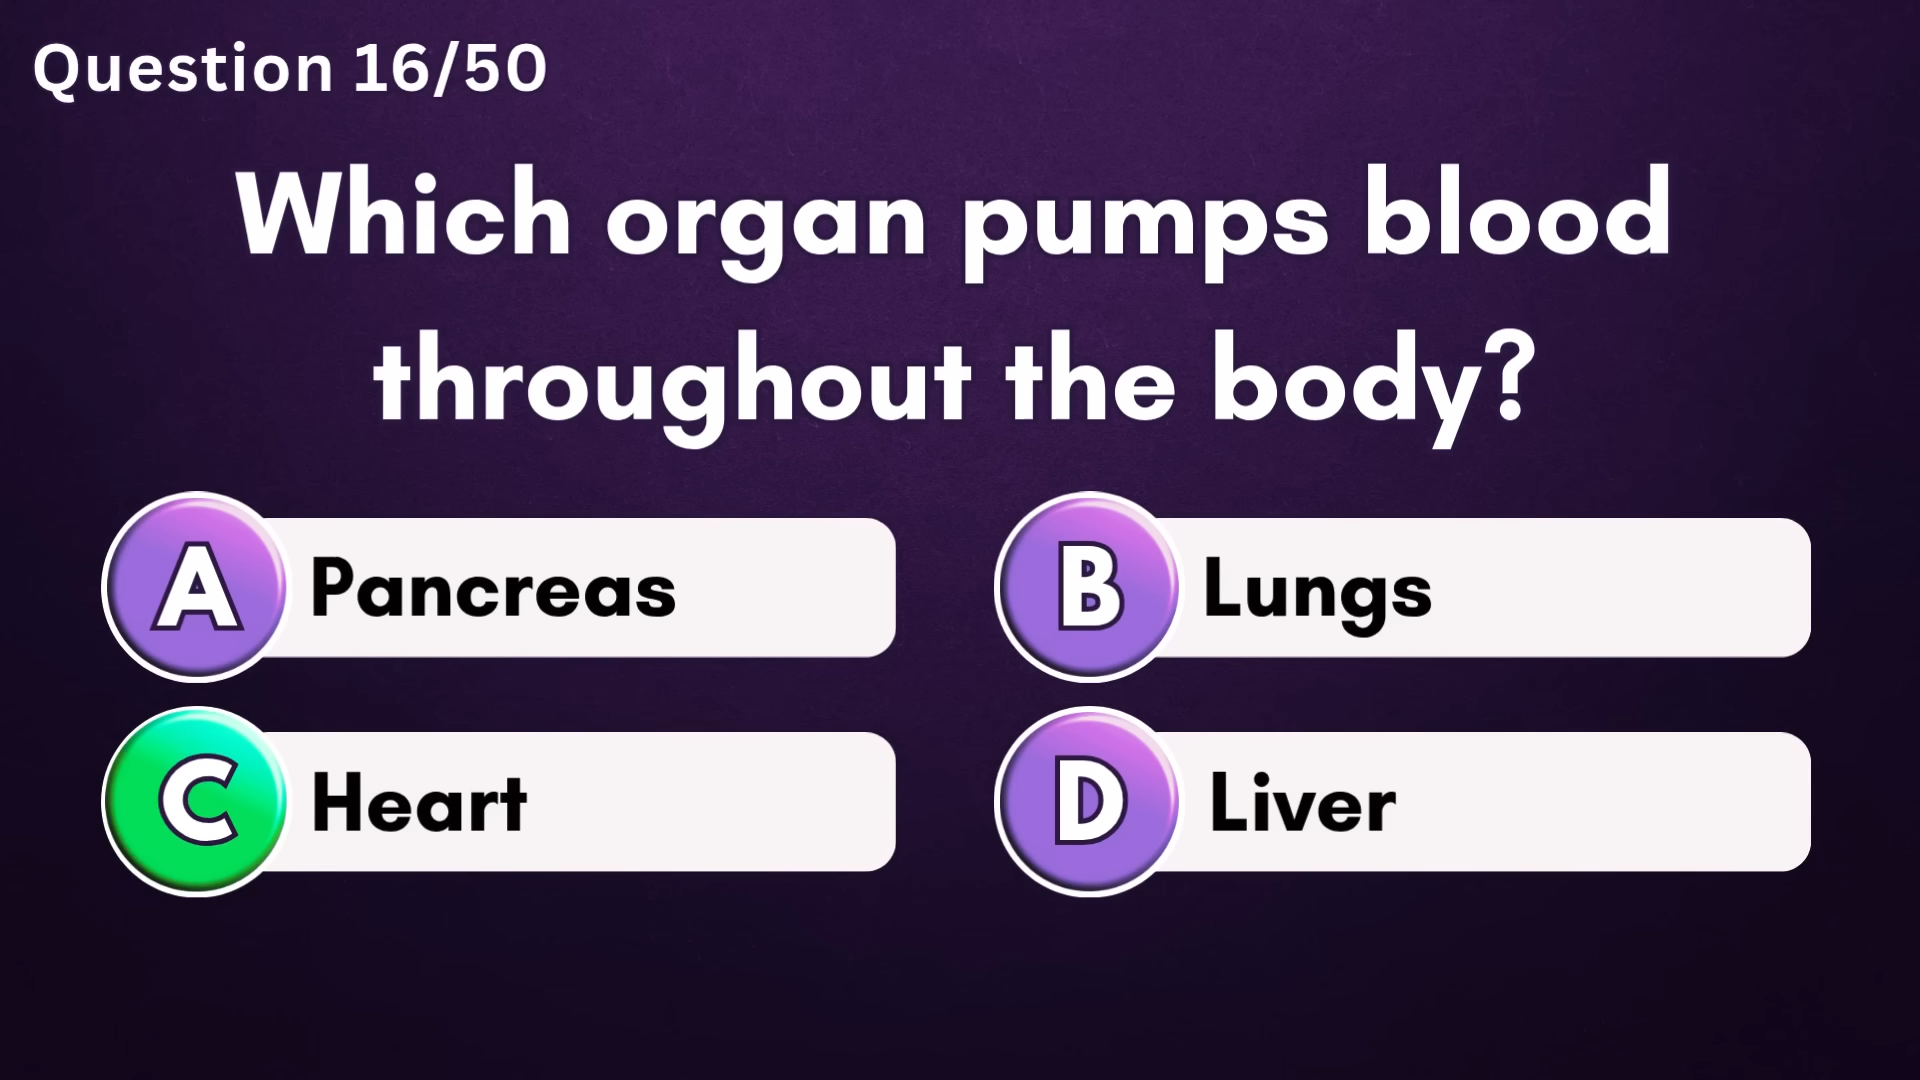 Question 16/50
Which organ pumps blood
throughout the body?
A Pancreas
B Lungs
C Heart
D Liver